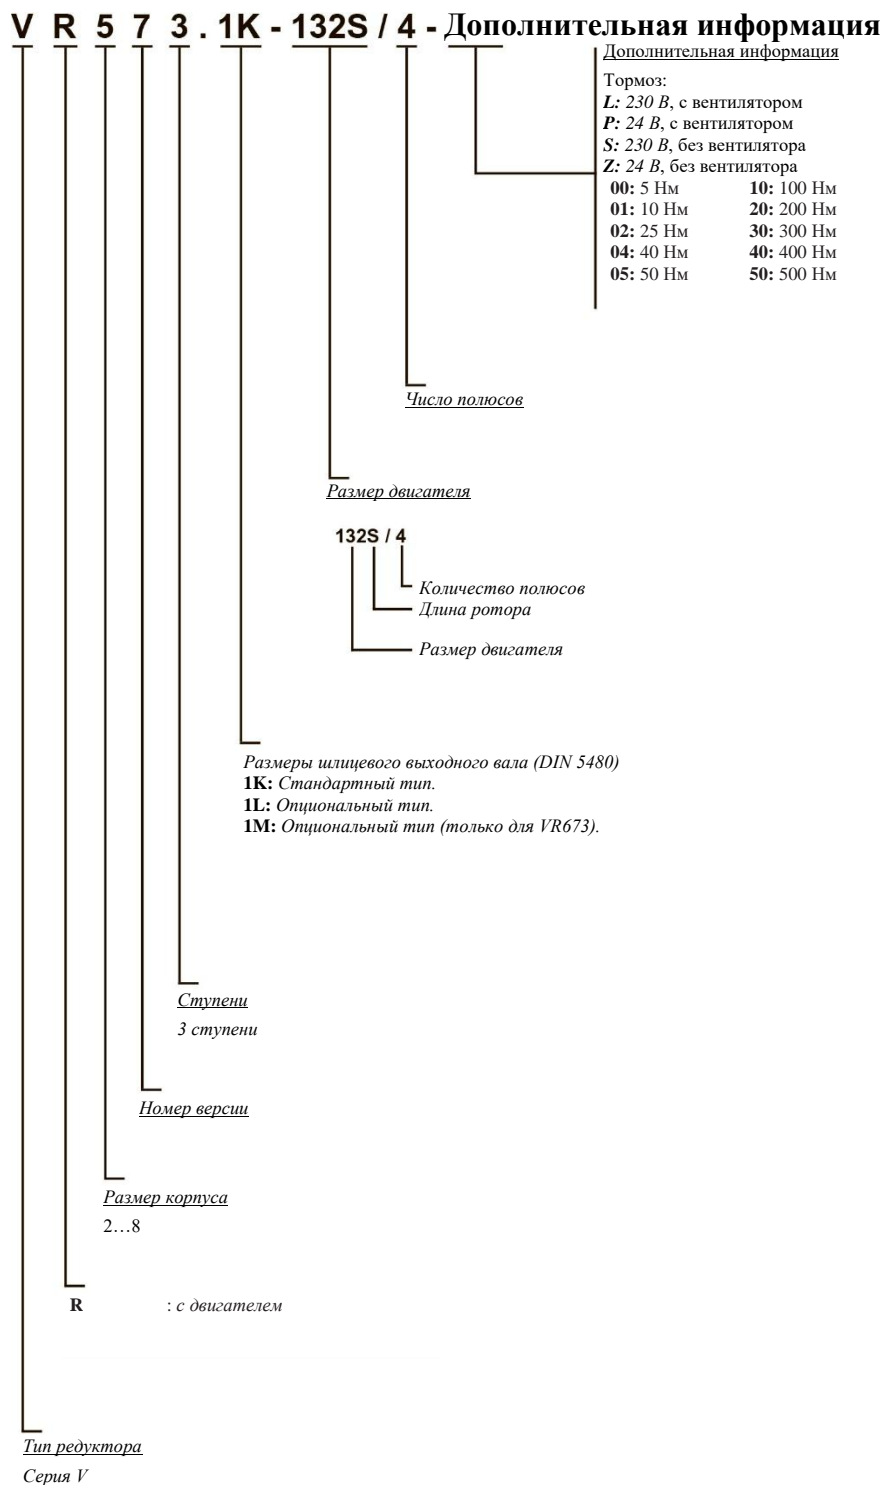 V R 5 7 3 . 1K - 132S / 4 - Дополнительная информация
Дополнительная информация
Тормоз:
L: 230 В, с вентилятором
P: 24 В, с вентилятором
S: 230 В, без вентилятора
Z: 24 В, без вентилятора
00: 5 Нм 10: 100 Нм
01: 10 Нм 20: 200 Нм
02: 25 Нм 30: 300 Нм
04: 40 Нм 40: 400 Нм
05: 50 Нм 50: 500 Нм
Число полюсов
Размер двигателя
132S / 4
Количество полюсов
Длина ротора
Размер двигателя
Размеры шлицевого выходного вала (DIN 5480)
1K: Стандартный тип.
1L: Опциональный тип.
1M: Опциональный тип (только для VR673).
Ступени
3 ступени
Номер версии
Размер корпуса
2…8
R : с двигателем
Тип редуктора
Серия V